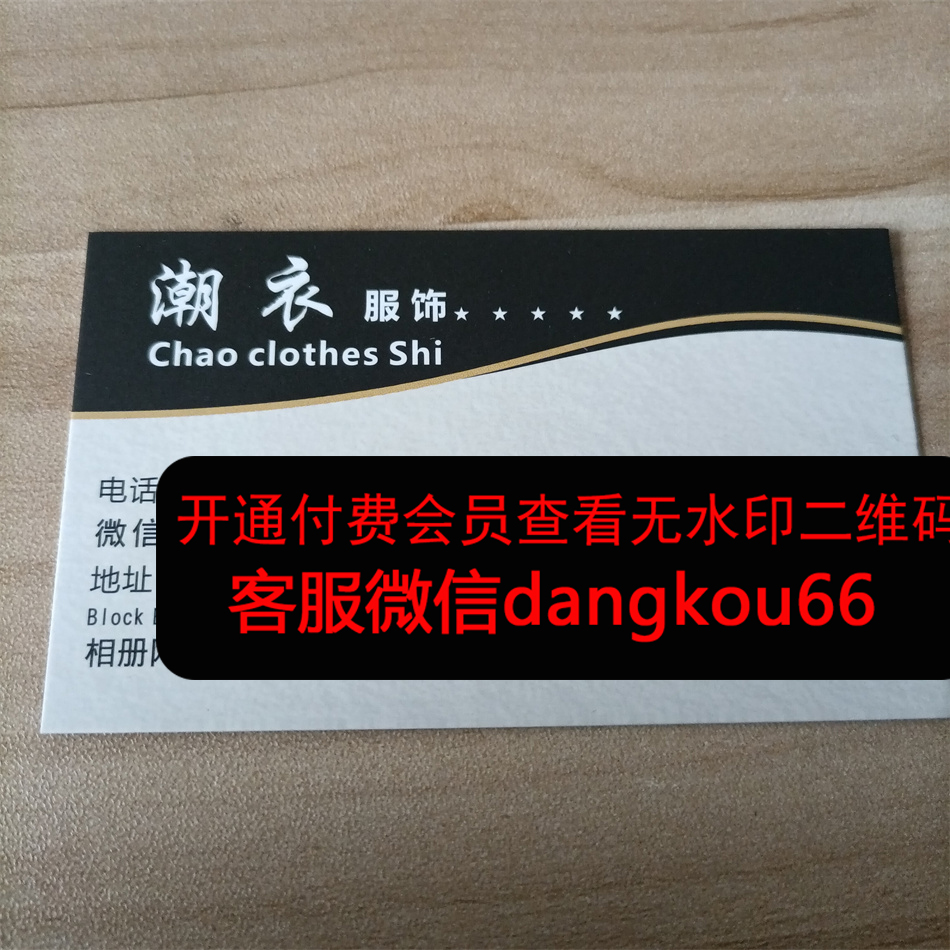 潮衣 服饰 ★ ★ ★ ★ ★
Chao clothes Shi
电话
微信
地址
Block
相册
开通付费会员查看无水印二维码
客服微信dangkou66